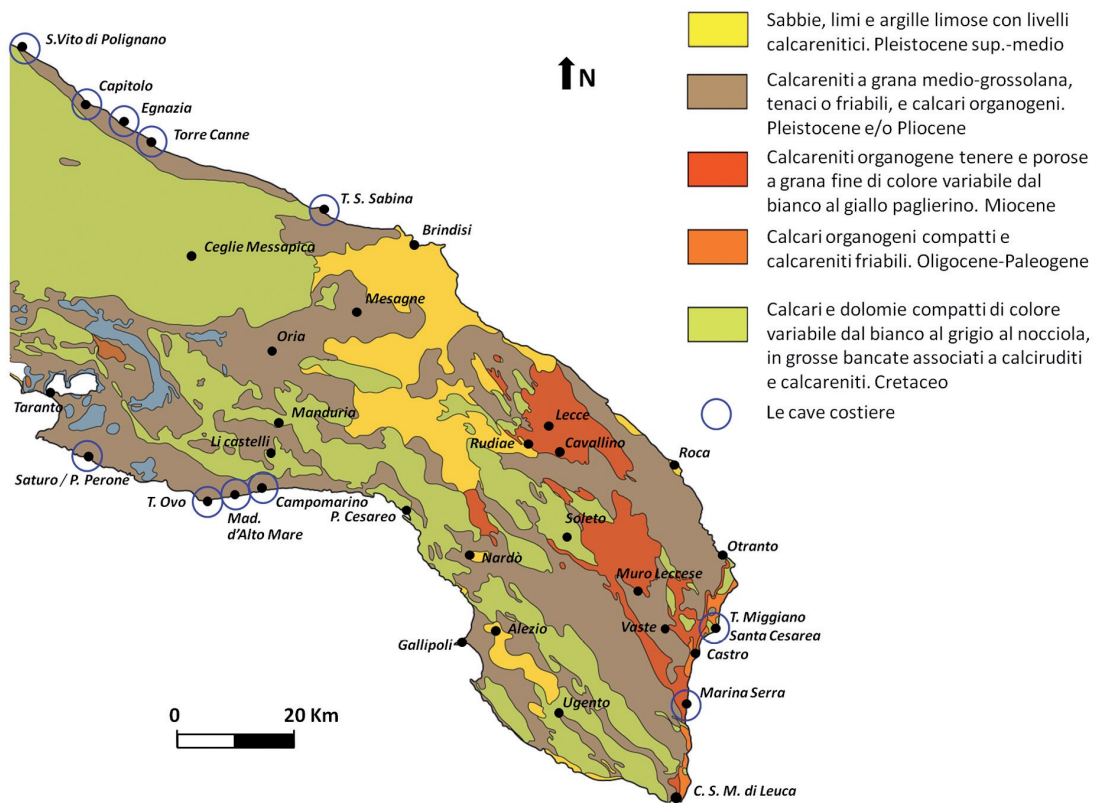 S.Vito di Polignano
Capitolo
Egnazia
Torre Canne
T. S. Sabina
Brindisi
Ceglie Messapica
Mesagne
Oria
Taranto
Manduria
Li castelli
Lecce
Rudiae
Cavallino
Roca
Saturo / P. Perone
T. Ovo
Mad.
d'Alto Mare
Campomarino
P. Cesareo
Soleto
Otranto
Nardò
Muro Leccese
T. Miggiano
Santa Cesarea
Vaste
Alezio
Gallipoli
Castro
Marina Serra
Ugento
C. S. M. di Leuca
N
0 20 Km
Sabbie, limi e argille limose con livelli
calcarenitici. Pleistocene sup.-medio
Calcareniti a grana medio-grossolana,
tenaci o friabili, e calcari organogeni.
Pleistocene e/o Pliocene
Calcareniti organogene tenere e porose
a grana fine di colore variabile dal
bianco al giallo paglierino. Miocene
Calcari organogeni compatti e
calcareniti friabili. Oligocene-Paleogene
Calcari e dolomie compatti di colore
variabile dal bianco al grigio al nocciola,
in grosse bancate associati a calciruditi
e calcareniti. Cretaceo
Le cave costiere